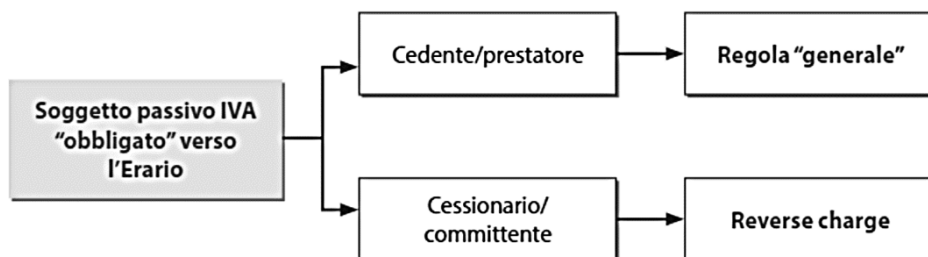 Soggetto passivo IVA
“obbligato” verso
l’Erario
Cedente/prestatore
Regola “generale”
Cessionario/
committente
Reverse charge